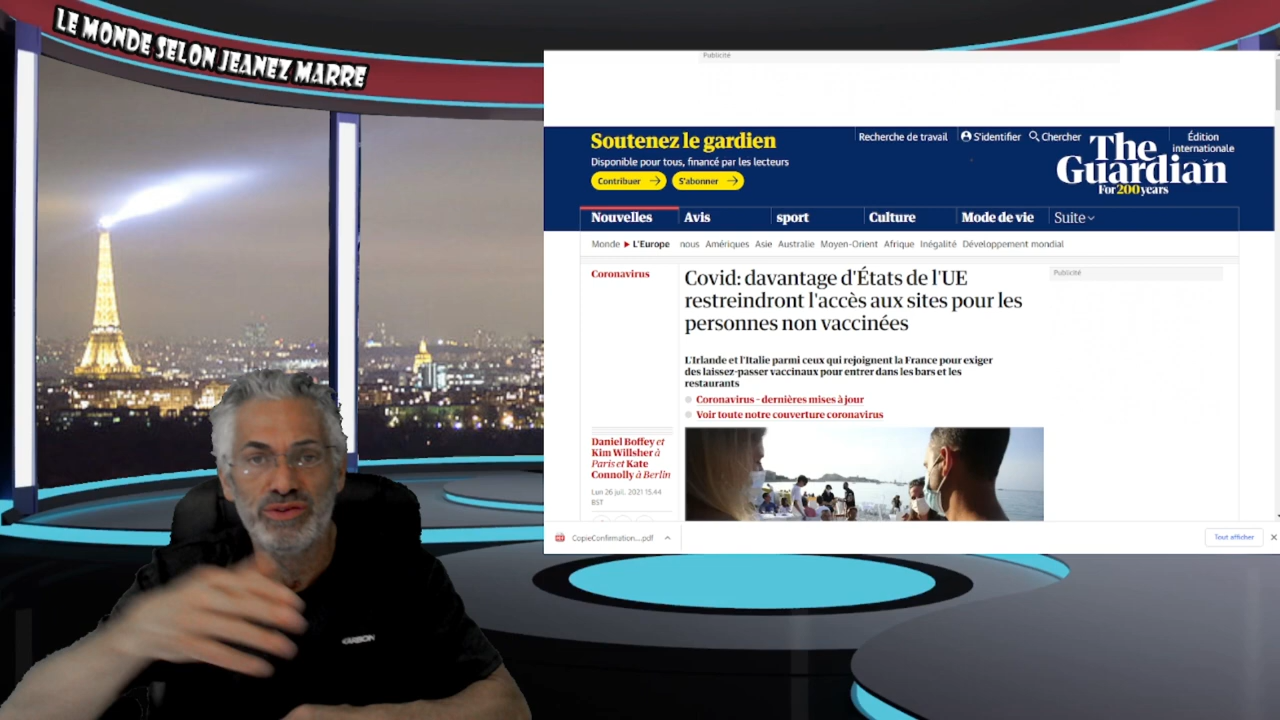 LE MONDE SELON JEANEZ MARRE
Publicité
Soutenez le gardien
Disponible pour tous, financé par les lecteurs
Contribuer
S'abonner
Recherche de travail
S'identifier
Chercher
Édition
internationale
The
Guardian
For 200 years
Nouvelles
Avis
sport
Culture
Mode de vie
Suite
Monde
L'Europe
nous
Amériques
Asie
Australie
Moyen-Orient
Afrique
Inégalité
Développement mondial
Coronavirus
Covid: davantage d'États de l'UE
restreindront l'accès aux sites pour les
personnes non vaccinées
Publicité
L'Irlande et l'Italie parmi ceux qui rejoignent la France pour exiger
des laissez-passer vaccinaux pour entrer dans les bars et les
restaurants
Coronavirus - dernières mises à jour
Voir toute notre couverture coronavirus
Daniel Boffey et
Kim Willsher à
Paris et Kate
Connolly à Berlin
Lun 26 juil. 2021 15.44
BST
CopieConfirmation....pdf
Tout afficher